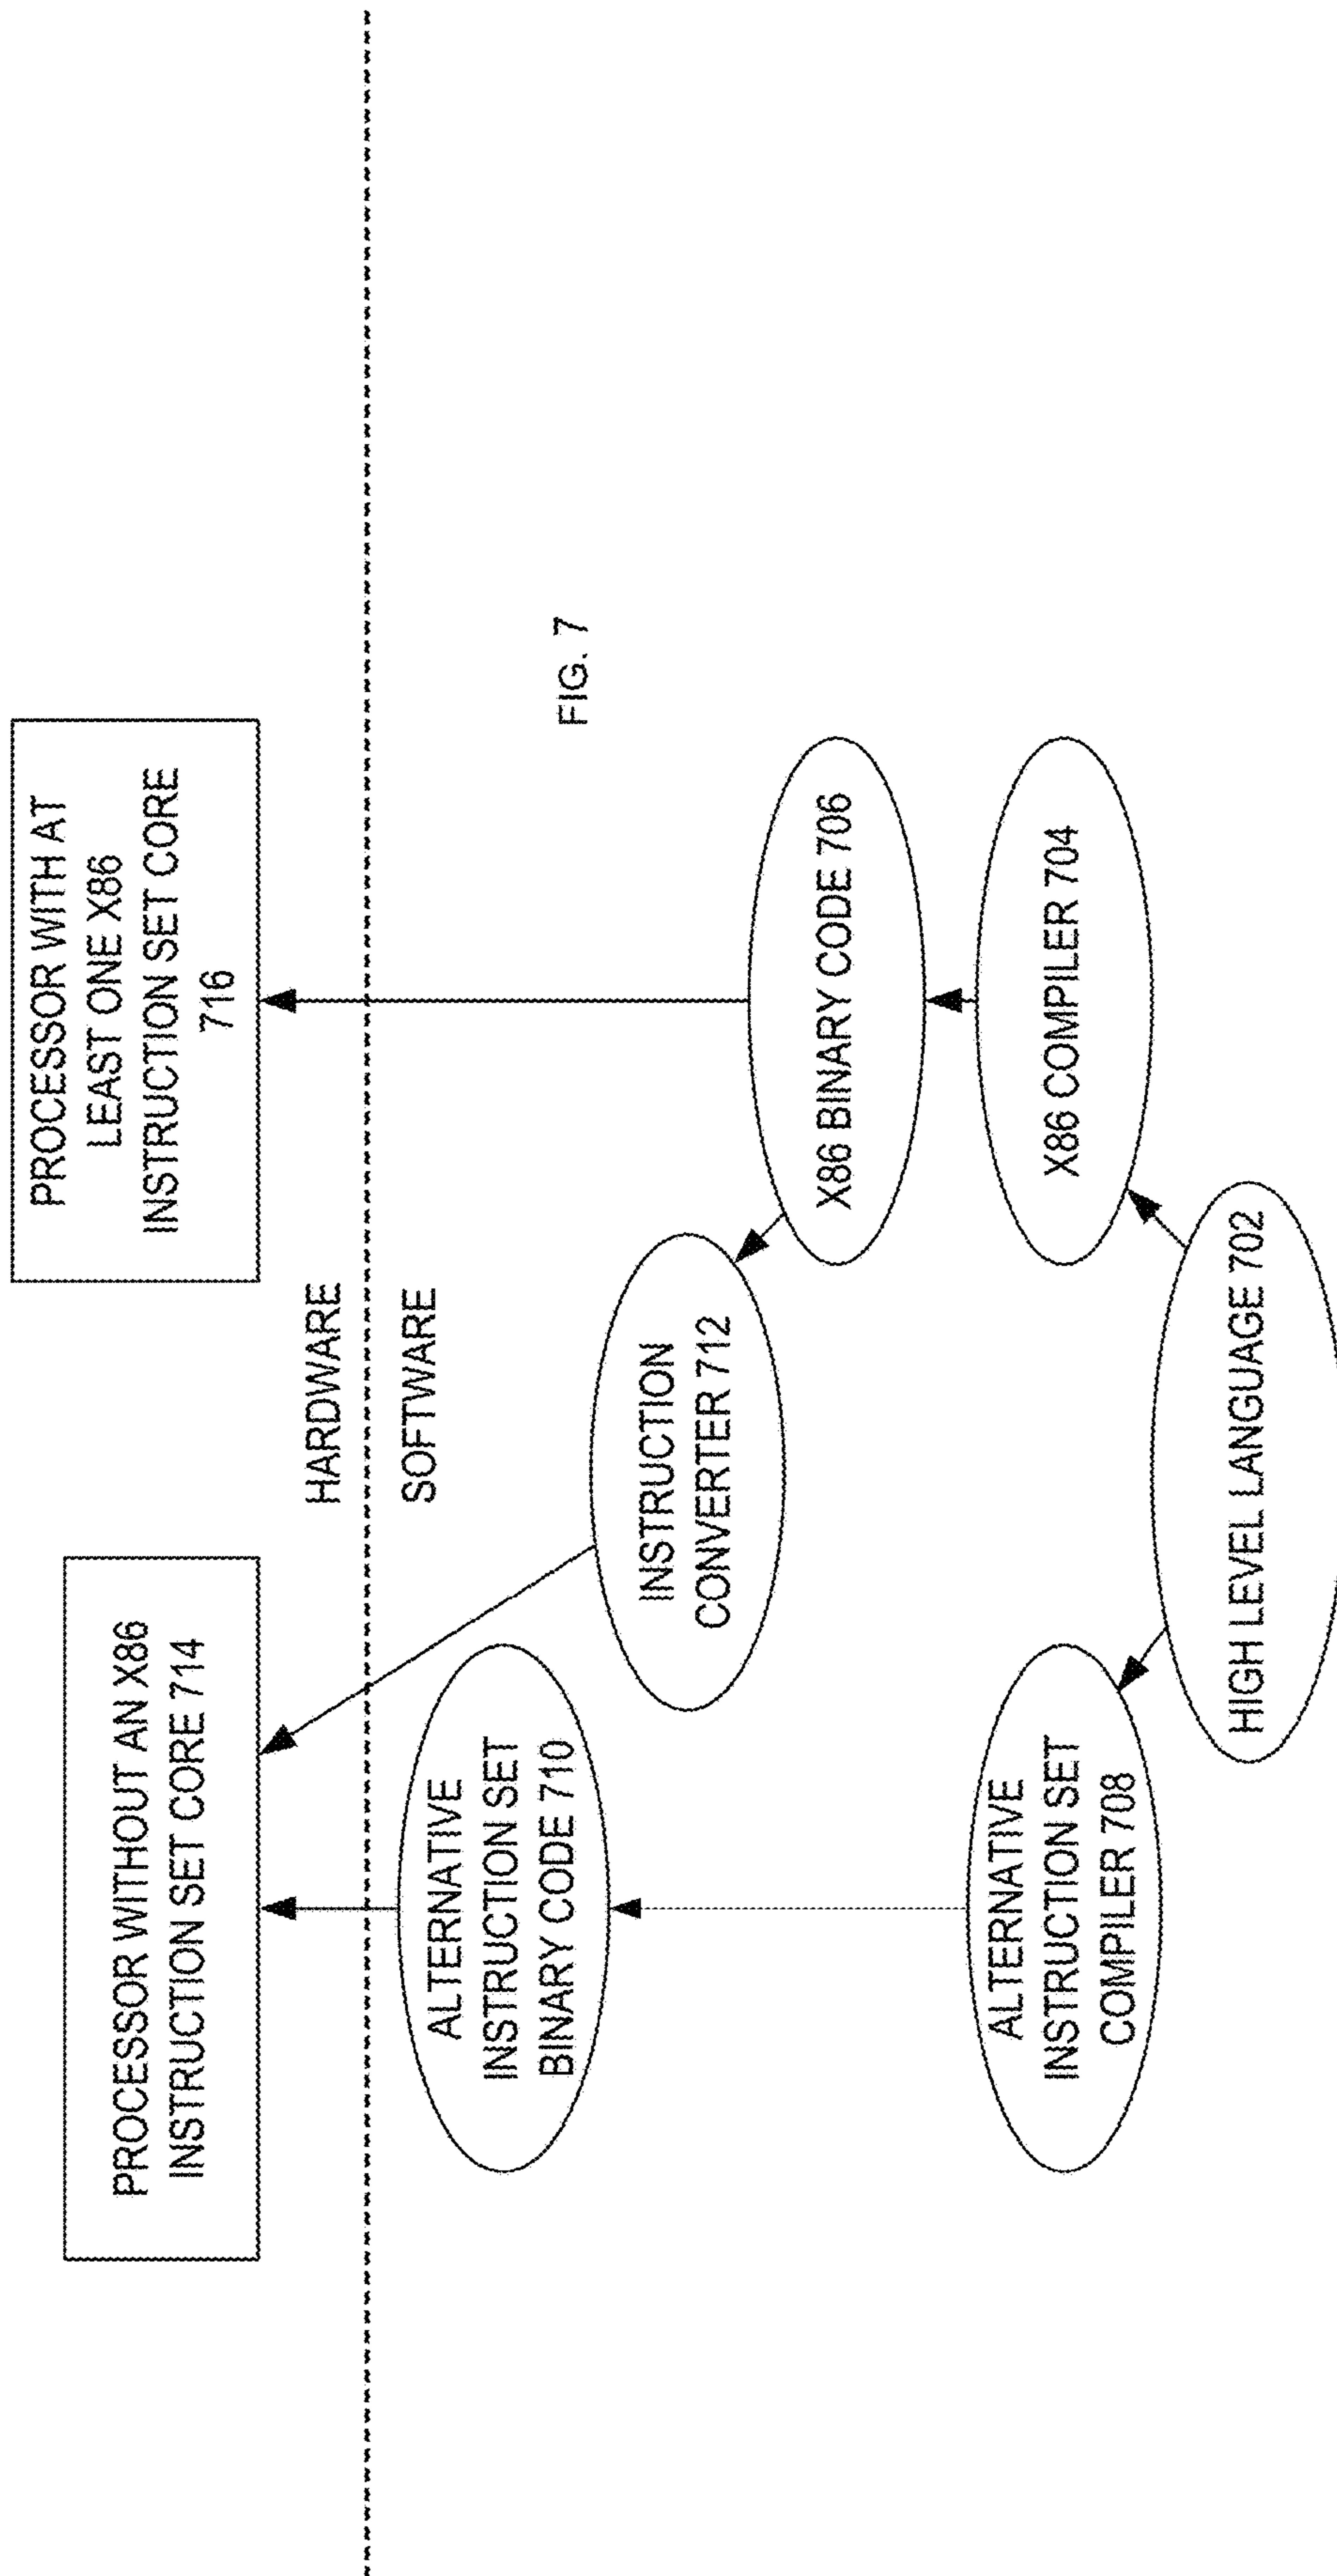 PROCESSOR WITHOUT AN X86
INSTRUCTION SET CORE 714
PROCESSOR WITH AT
LEAST ONE X86
INSTRUCTION SET CORE
716
HARDWARE
SOFTWARE
ALTERNATIVE
INSTRUCTION SET
BINARY CODE 710
INSTRUCTION
CONVERTER 712
FIG. 7
X86 BINARY CODE 706
ALTERNATIVE
INSTRUCTION SET
COMPILER 708
X86 COMPILER 704
HIGH LEVEL LANGUAGE 702